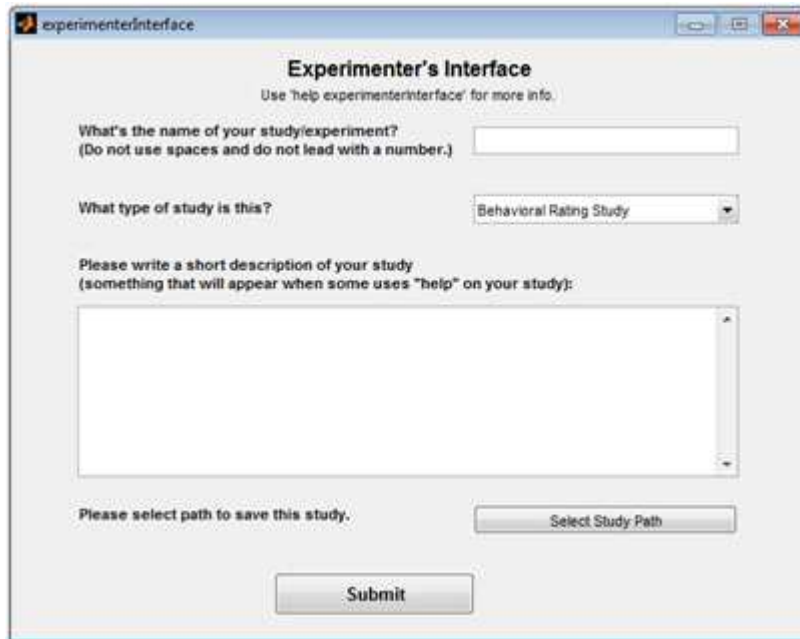 experimenterInterface
Experimenter's Interface
Use 'help experimenterInterface' for more info.
What's the name of your study/experiment?
(Do not use spaces and do not lead with a number.)
What type of study is this?
Behavioral Rating Study
Please write a short description of your study
(something that will appear when some uses "help" on your study):
Please select path to save this study.
Select Study Path
Submit